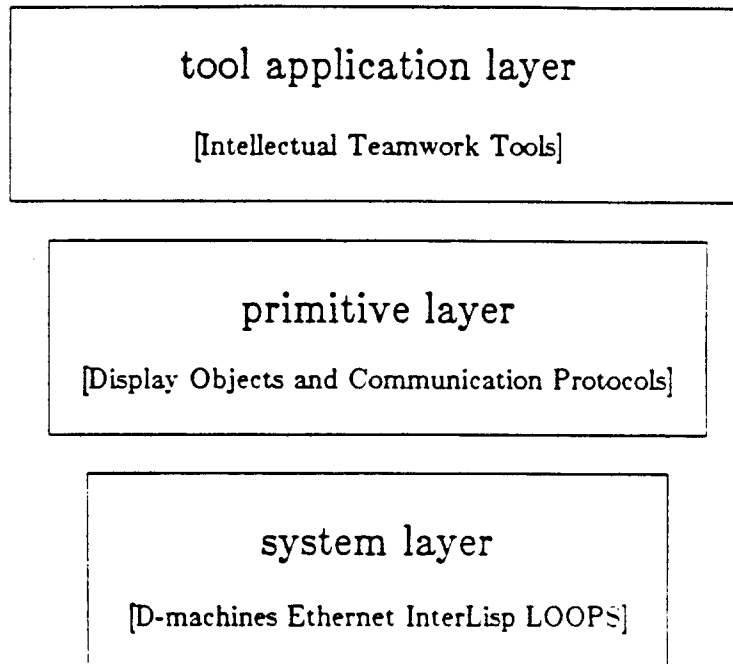 tool application layer
[Intellectual Teamwork Tools]
primitive layer
[Display Objects and Communication Protocols]
system layer
[D-machines Ethernet InterLisp LOOPS]